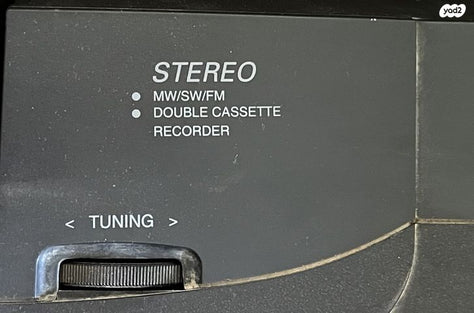 yad2
STEREO
MW/SW/FM
DOUBLE CASSETTE
RECORDER
< TUNING >